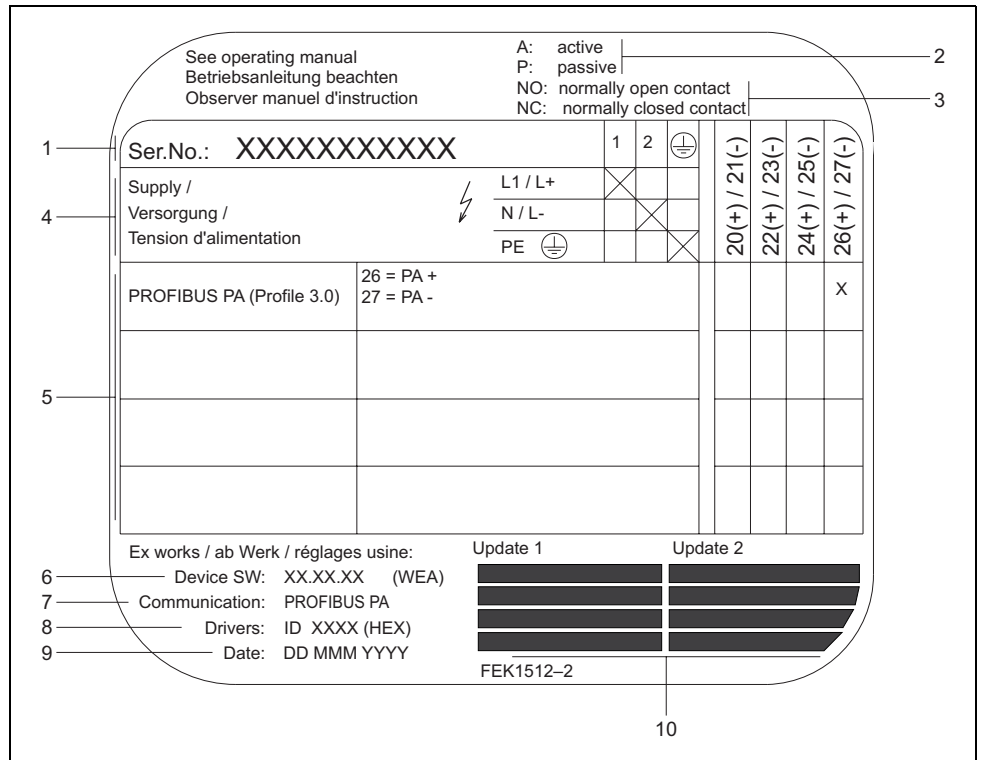 See operating manual
Betriebsanleitung beachten
Observer manuel d'instruction
A: active
P: passive
NO: normally open contact
NC: normally closed contact
2
3
1
Ser.No.: XXXXXXXXXXX
1 2
20(+) / 21(-)
22(+) / 23(-)
24(+) / 25(-)
26(+) / 27(-)
4
Supply /
Versorgung /
Tension d'alimentation
L1 / L+
N / L-
PE
5
PROFIBUS PA (Profile 3.0)
26 = PA +
27 = PA -
X
Ex works / ab Werk / réglages usine:
Update 1
Update 2
6
Device SW: XX.XX.XX (WEA)
7
Communication: PROFIBUS PA
8
Drivers: ID XXXX (HEX)
9
Date: DD MMM YYYY
FEK1512–2
10